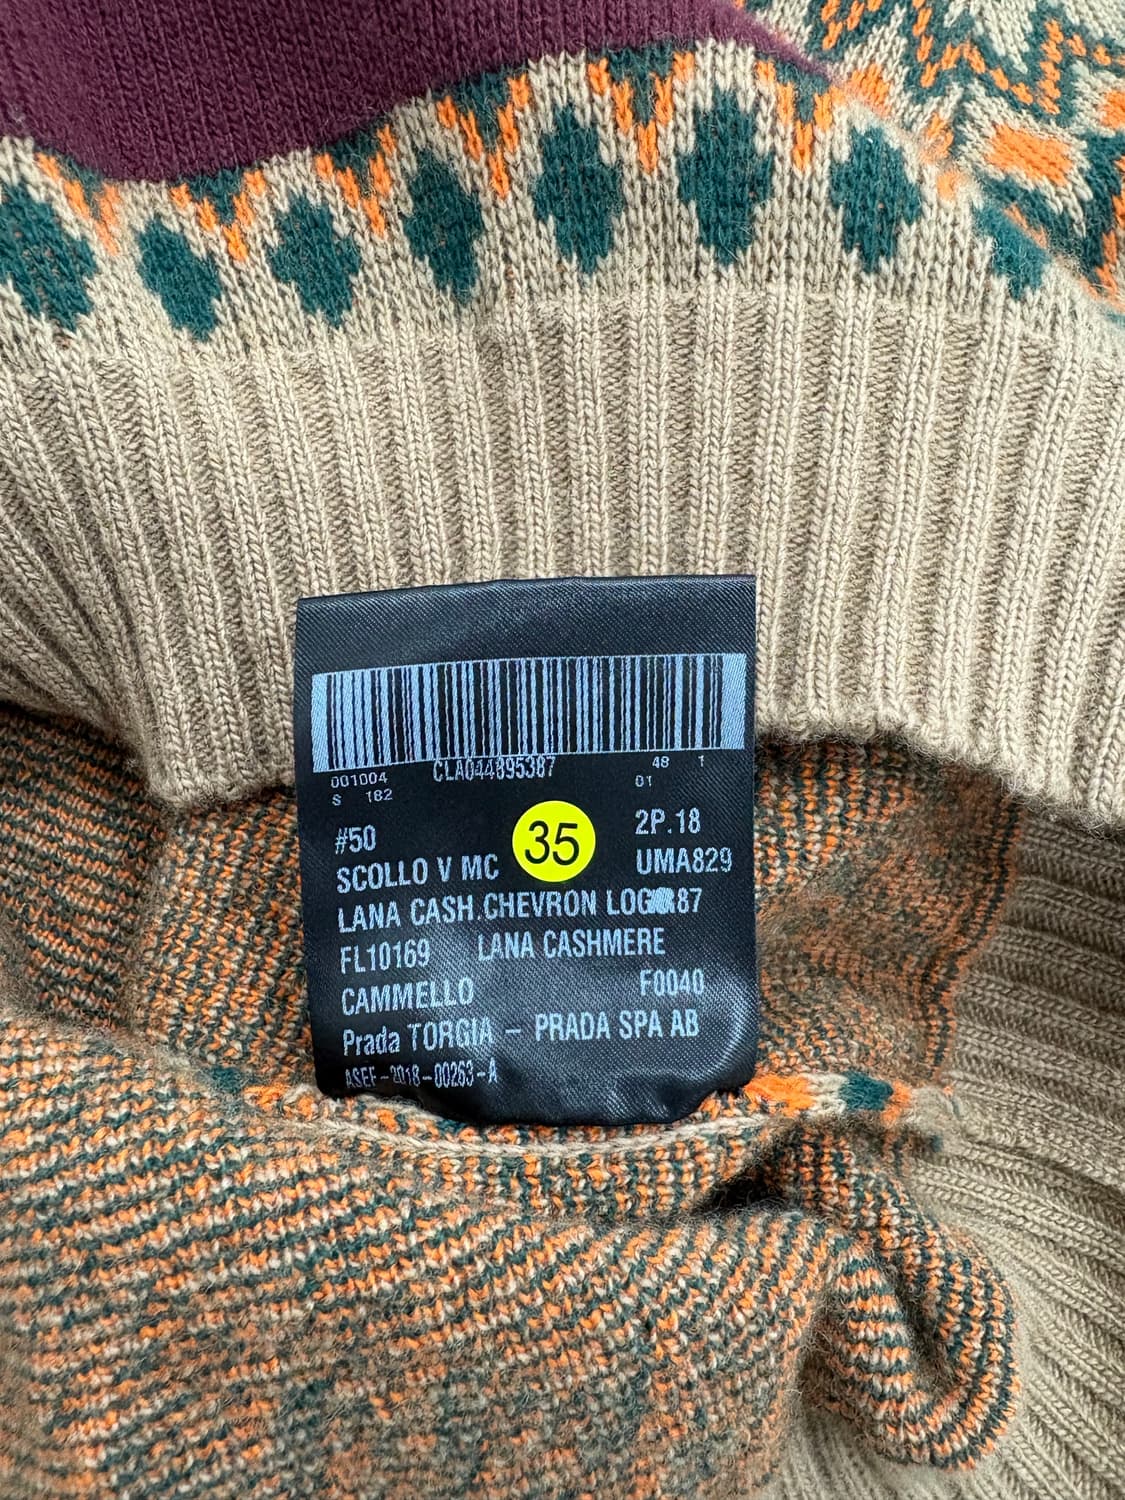 001004 CLA044895387 48 1
S 182 01
#50 35 2P.18
SCOLLO V MC UMA829
LANA CASH.CHEVRON 87
FL10169 LANA CASHMERE
CAMMELLO F0040
Prada TORGIA - PRADA SPA AB
ASEF-2018-00263-A